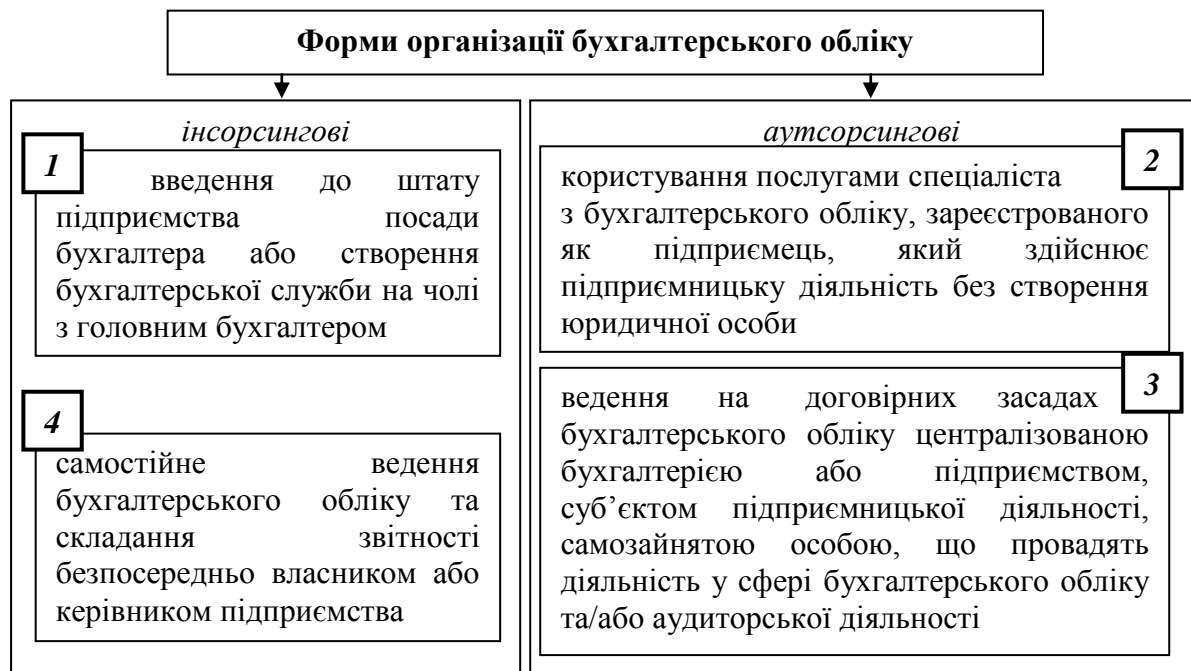 Форми організації бухгалтерського обліку
інсорсингові
1
введення до штату
підприємства посади
бухгалтера або створення
бухгалтерської служби на чолі
з головним бухгалтером
4
самостійне ведення
бухгалтерського обліку та
складання звітності
безпосередньо власником або
керівником підприємства
аутсорсингові
2
користування послугами спеціаліста
з бухгалтерського обліку, зареєстрованого
як підприємець, який здійснює
підприємницьку діяльність без створення
юридичної особи
3
ведення на договірних засадах
бухгалтерського обліку централізованою
бухгалтерією або підприємством,
суб’єктом підприємницької діяльності,
самозайнятою особою, що провадять
діяльність у сфері бухгалтерського обліку
та/або аудиторської діяльності